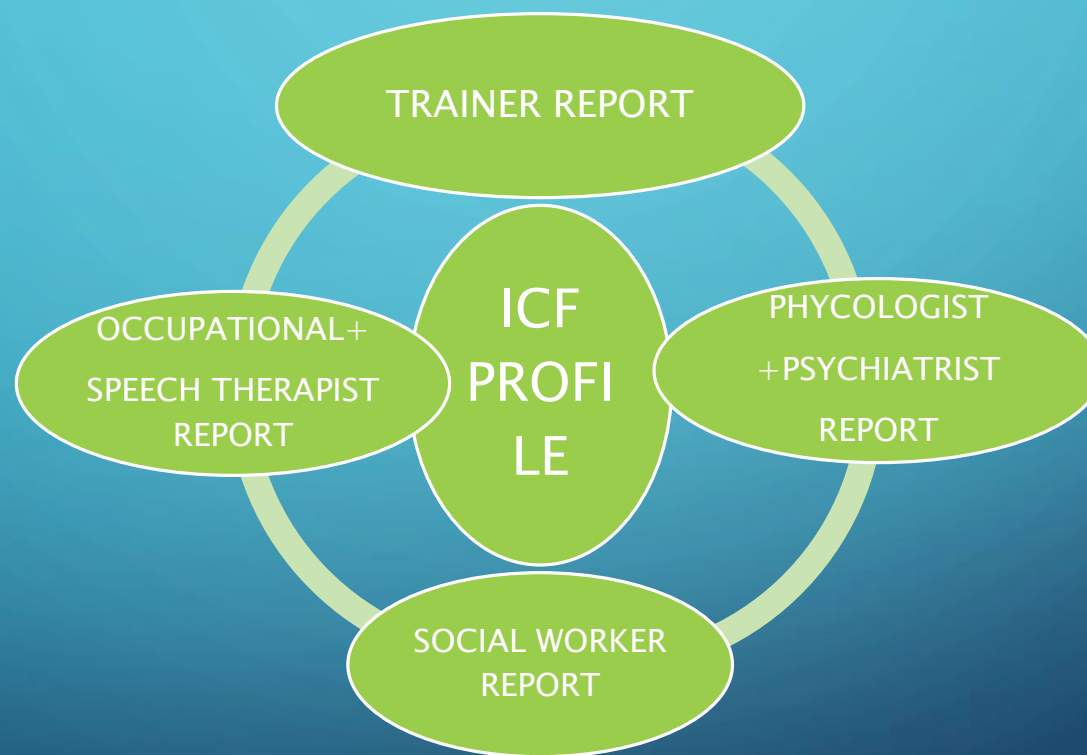 TRAINER REPORT
ICF
PROFI
LE
OCCUPATIONAL+
SPEECH THERAPIST
REPORT
PHYCOLOGIST
+PSYCHIATRIST
REPORT
SOCIAL WORKER
REPORT